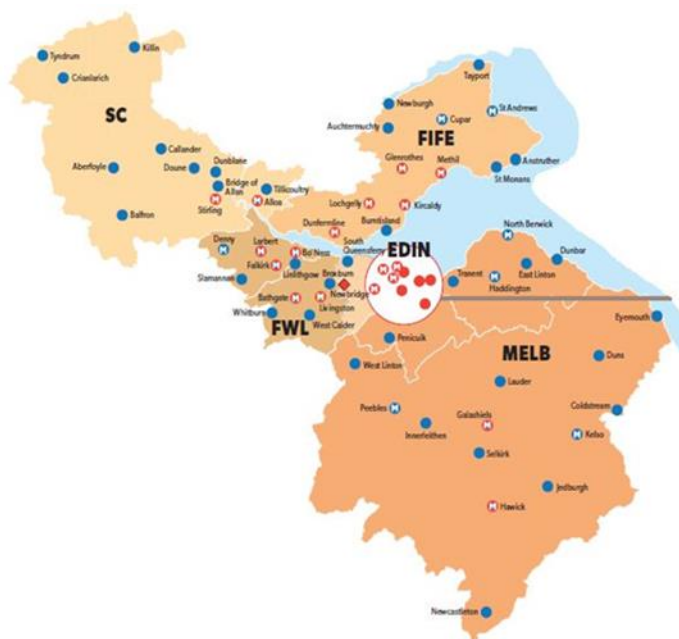 Killin
Tyndrum
Crianlarich
SC
Callander
Aberfoyle
Doune
Dunblane
Bridge of
Allan
Tillicoultry
Stirling
Alloa
Balfron
Tayport
Newburgh
St Andrews
Cupar
Auchtermuchty
FIFE
Glenrothes
Methil
Anstruther
St Monans
Lochgelly
Kircaldy
Burntisland
Dunfermline
South
Queensferry
North Berwick
EDIN
Denny
Larbert
Bo'Ness
Falkirk
Linlithgow
Broxburn
Slamannan
Bathgate
Newbridge
Livingston
Whitburn
FWL
West Calder
Tranent
Haddington
East Linton
Dunbar
Eyemouth
Penicuik
MELB
West Linton
Duns
Lauder
Coldstream
Peebles
Galashiels
Innerleithen
Kelso
Selkirk
Jedburgh
Hawick
Newcastleton